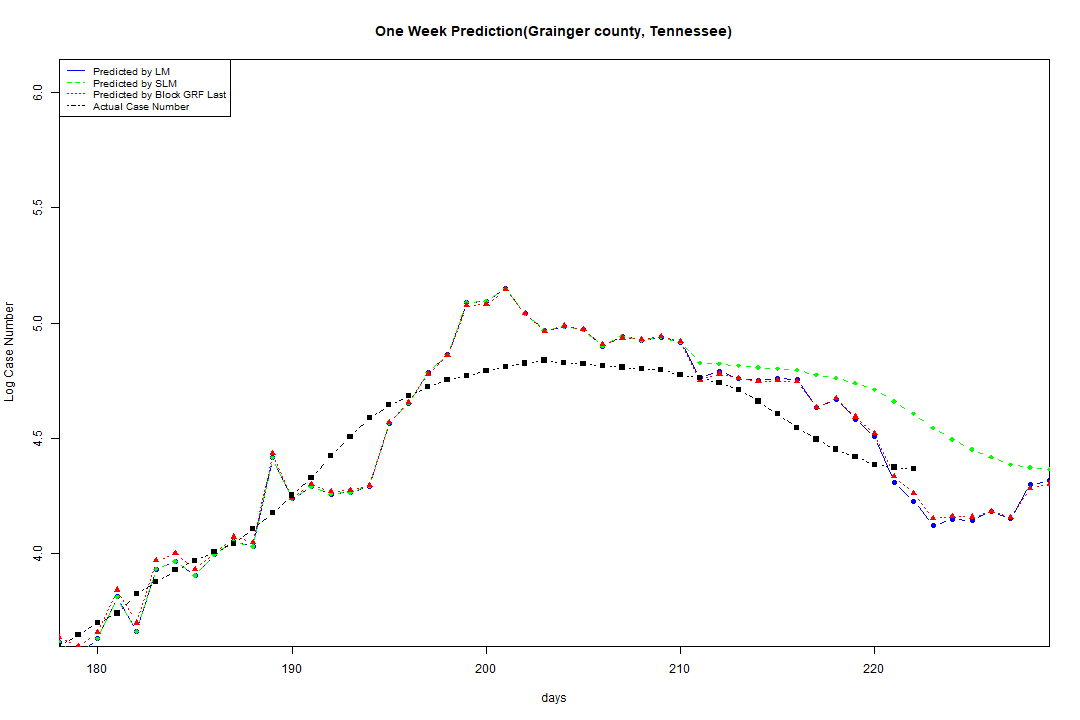 One Week Prediction(Grainger county, Tennessee)
Predicted by LM
Predicted by SLM
Predicted by Block GRF Last
Actual Case Number
6.0
5.5
5.0
4.5
4.0
Log Case Number
180 190 200 210 220
days